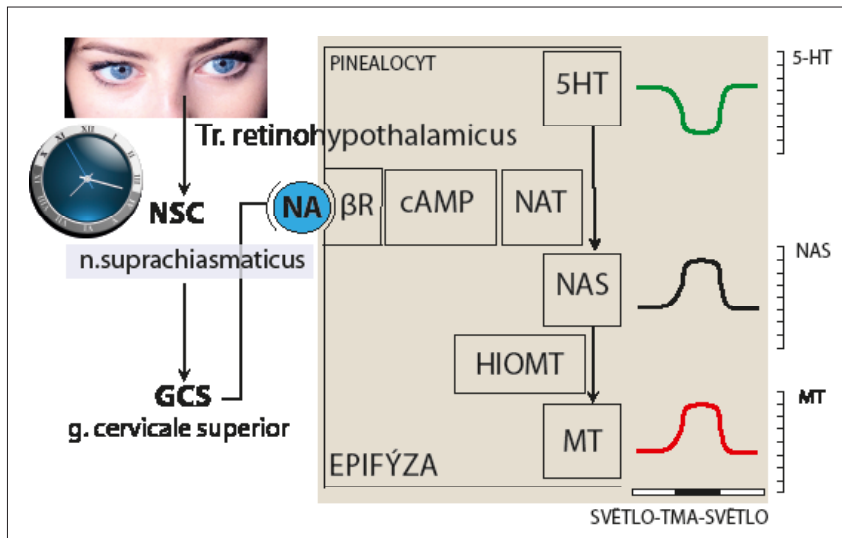 PINEALOCYT
5HT
5-HT
Tr. retinohypothalamicus
NSC
NA
βR
cAMP
NAT
n.suprachiasmaticus
NAS
NAS
HIOMT
GCS
g. cervicale superior
MT
MT
EPIFÝZA
SVĚTLO-TMA-SVĚTLO